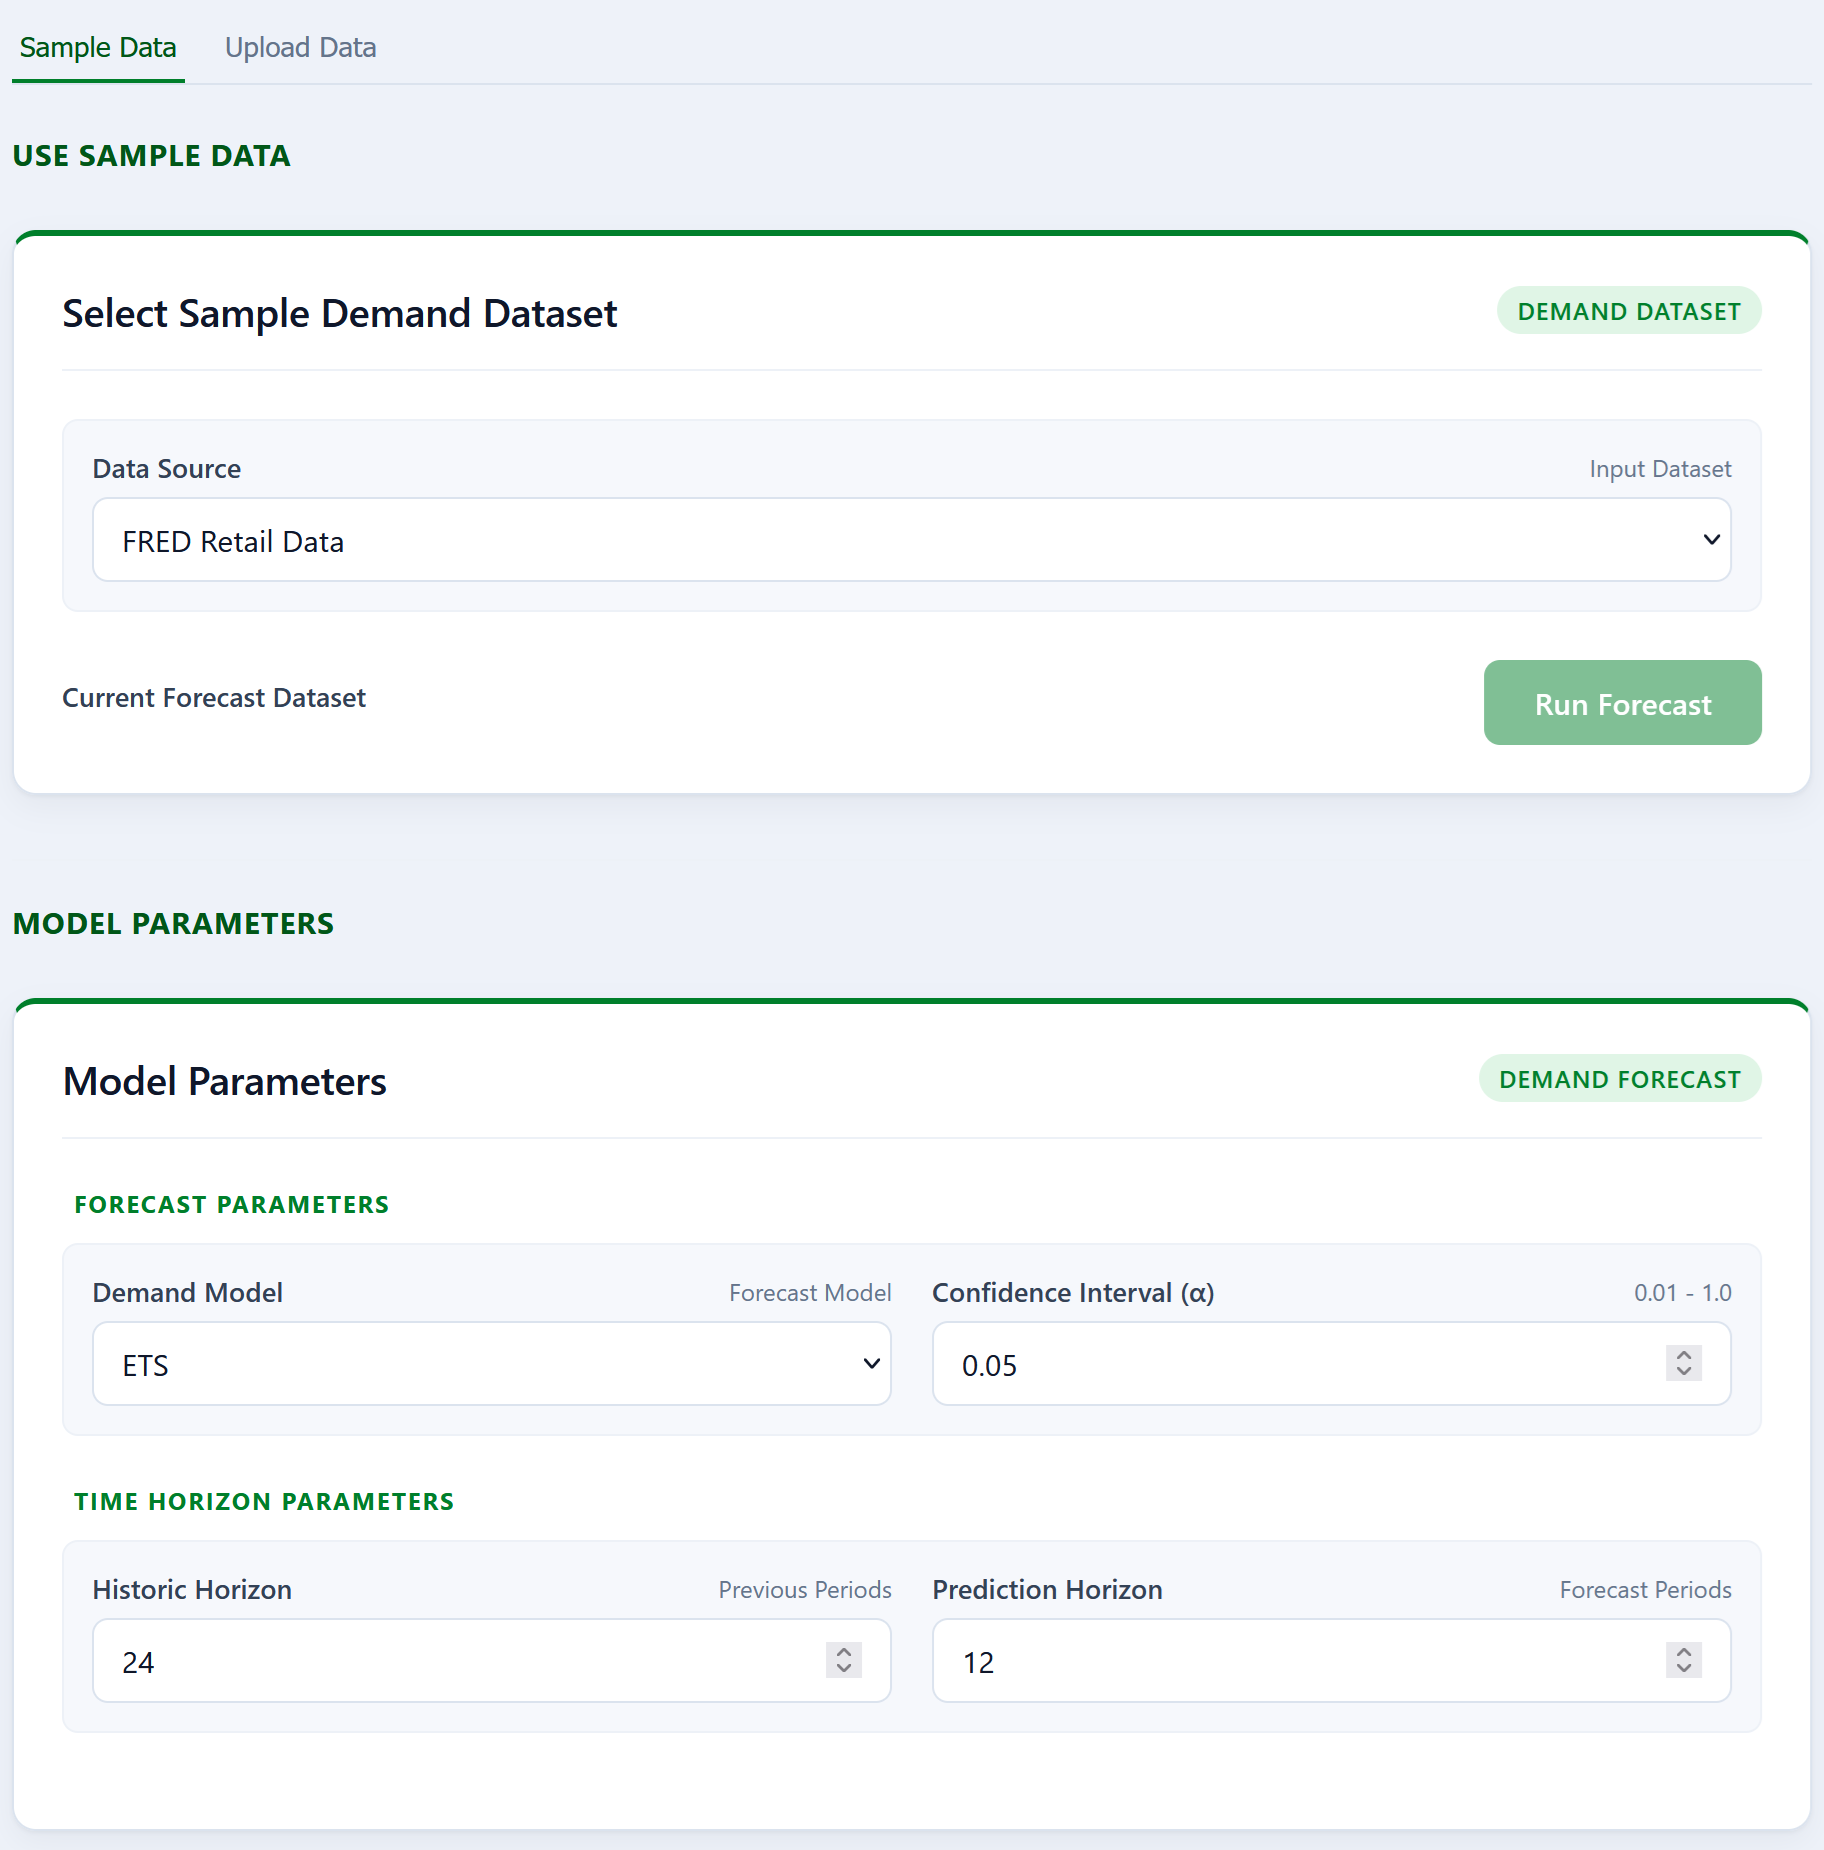 Sample Data Upload Data
USE SAMPLE DATA
Select Sample Demand Dataset DEMAND DATASET
Data Source Input Dataset
FRED Retail Data
Current Forecast Dataset Run Forecast
MODEL PARAMETERS
Model Parameters DEMAND FORECAST
FORECAST PARAMETERS
Demand Model Forecast Model Confidence Interval (α) 0.01 - 1.0
ETS 0.05
TIME HORIZON PARAMETERS
Historic Horizon Previous Periods Prediction Horizon Forecast Periods
24 12